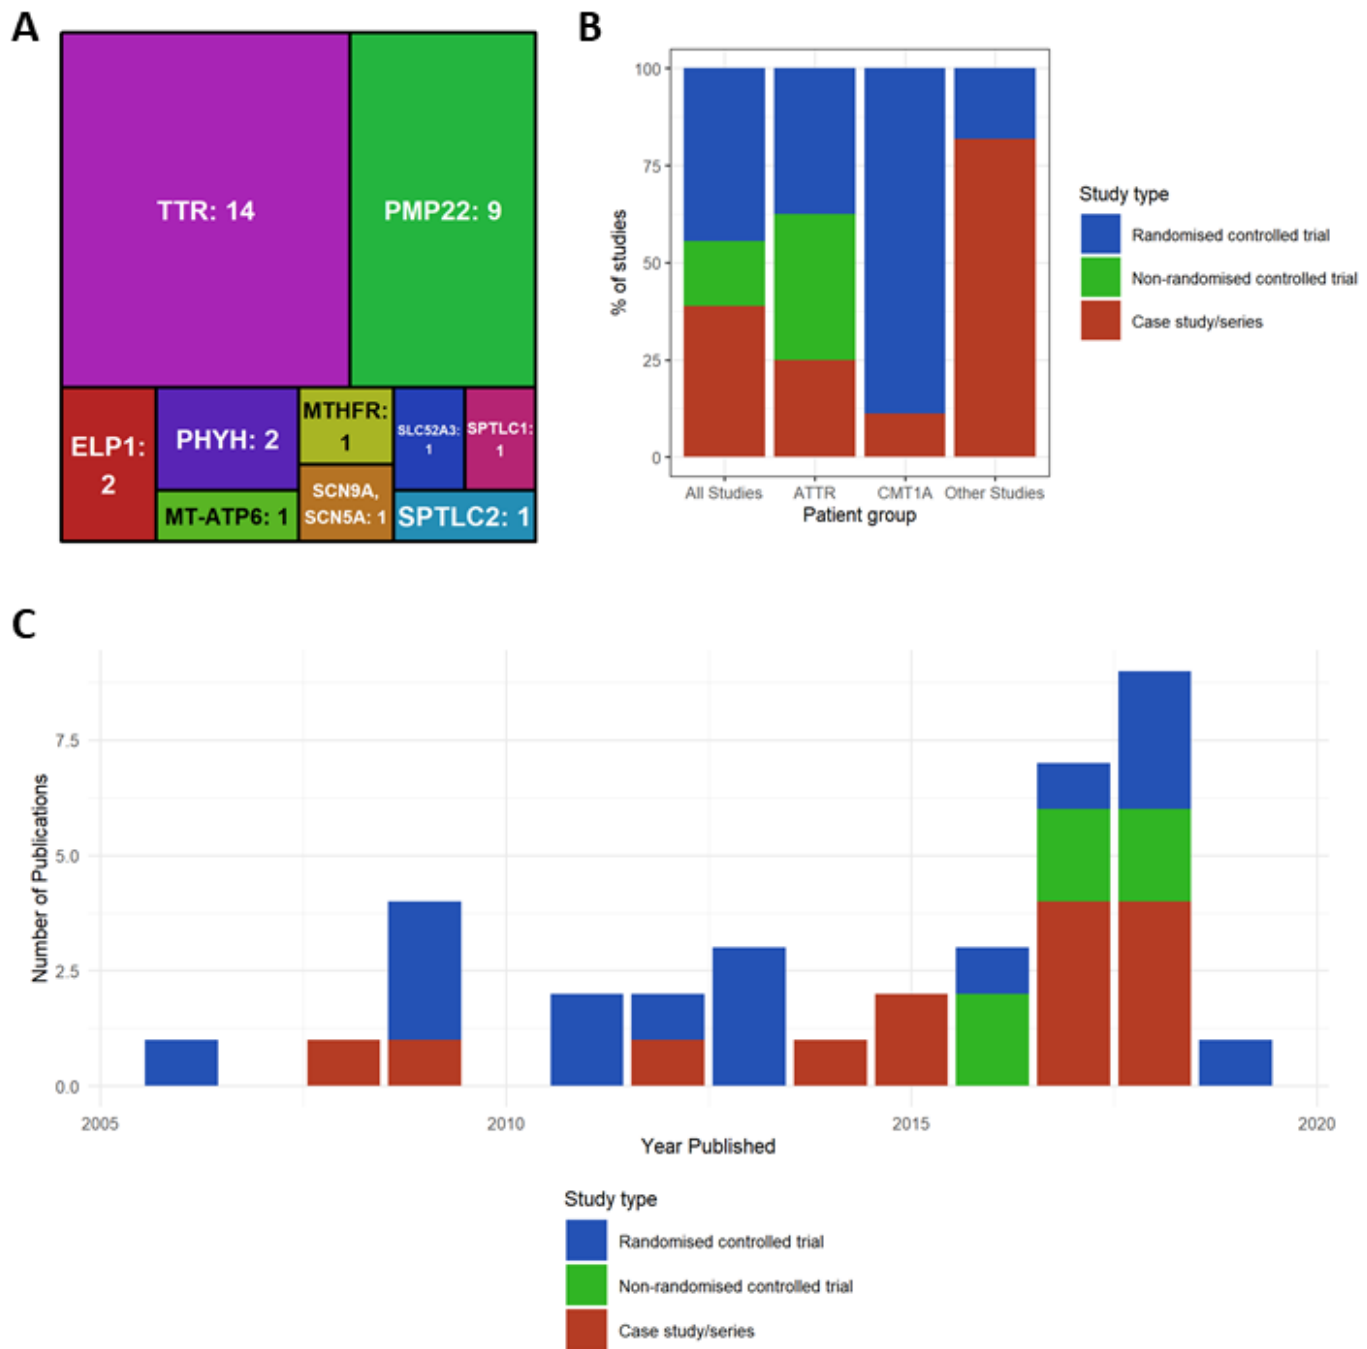 A
TTR: 14
PMP22: 9
ELP1:
2
PHYH: 2
MT-ATP6: 1
MTHFR:
1
SCN9A,
SCN5A: 1
SLC52A3:
1
SPTLC1:
1
SPTLC2: 1
B
100
75
50
25
0
% of studies
All Studies
ATTR
CMT1A
Other Studies
Patient group
Study type
Randomised controlled trial
Non-randomised controlled trial
Case study/series
C
7.5
5.0
2.5
0.0
Number of Publications
2005
2010
2015
2020
Year Published
Study type
Randomised controlled trial
Non-randomised controlled trial
Case study/series